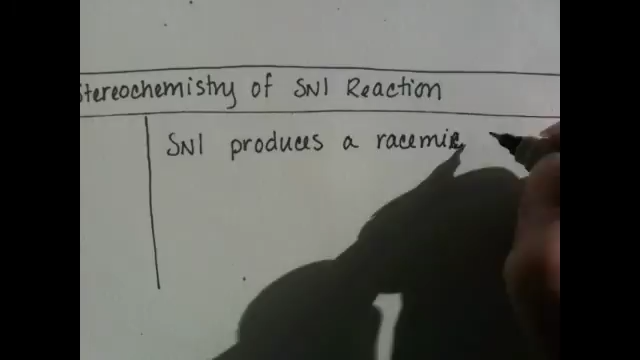 Stereochemistry of SN1 Reaction
SN1 produces a racemic